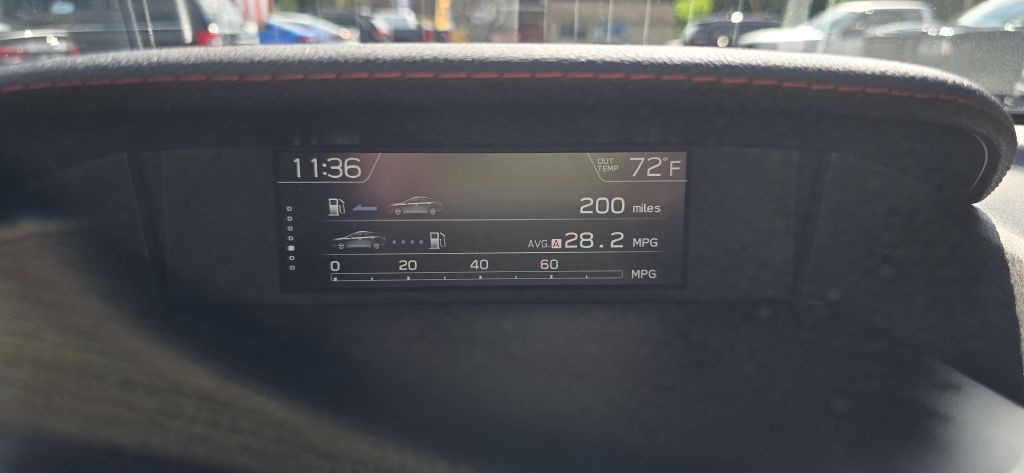 11:36
OUT TEMP 72°F
200 miles
AVG. A 28.2 MPG
0 20 40 60
MPG